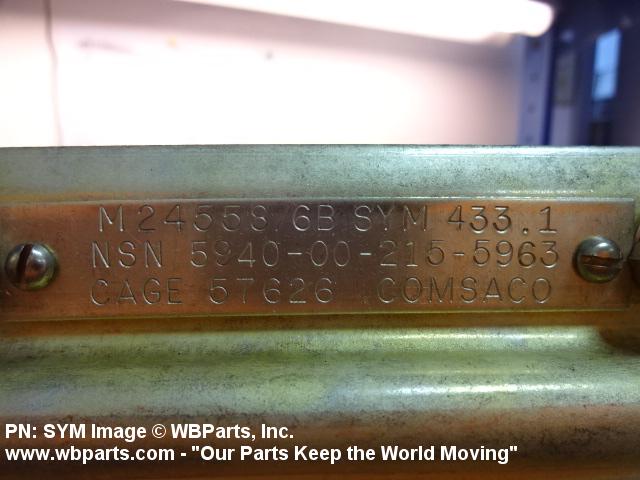 M24558/6B SYM 433.1
NSN 5940-00-215-5963
CAGE 57626 COMSACO
PN: SYM Image © WBParts, Inc.
www.wbparts.com - "Our Parts Keep the World Moving"